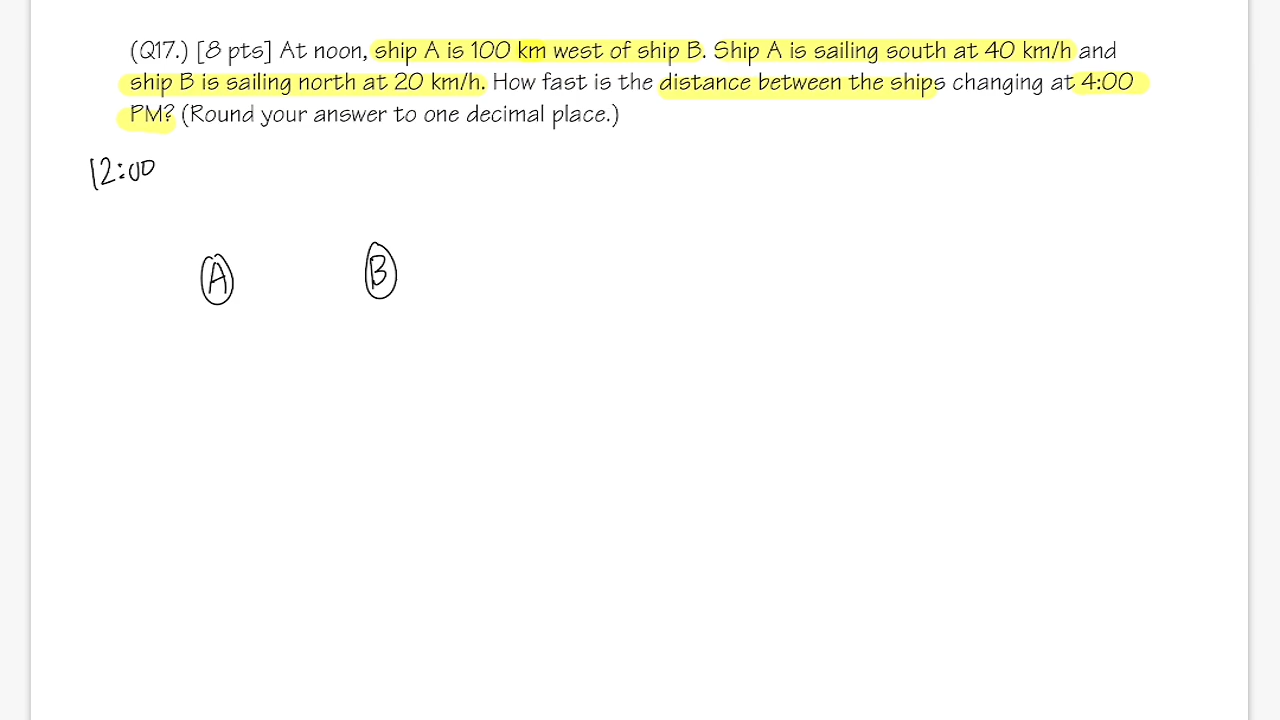 (Q17.) [8 pts] At noon, ship A is 100 km west of ship B. Ship A is sailing south at 40 km/h and
ship B is sailing north at 20 km/h. How fast is the distance between the ships changing at 4:00
PM? (Round your answer to one decimal place.)
12:00
A B